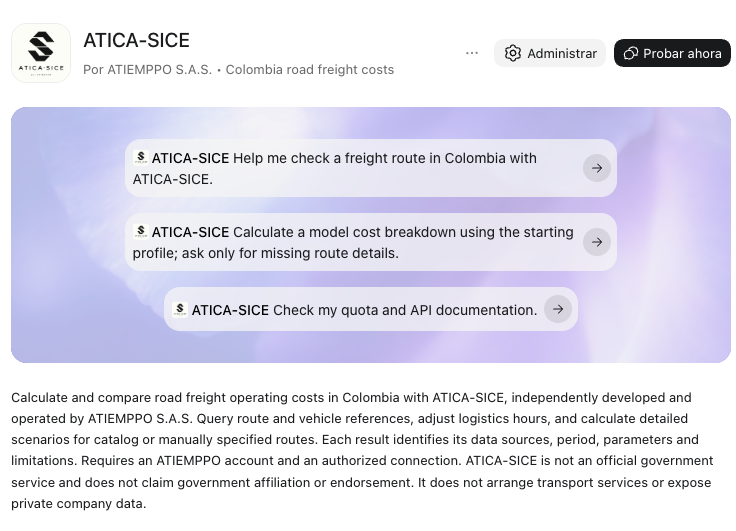 ATICA-SICE
ATICA-SICE
Por ATIEMPPO S.A.S. • Colombia road freight costs
... Administrar Probar ahora
ATICA-SICE Help me check a freight route in Colombia with
ATICA-SICE.
ATICA-SICE Calculate a model cost breakdown using the starting
profile; ask only for missing route details.
ATICA-SICE Check my quota and API documentation.
Calculate and compare road freight operating costs in Colombia with ATICA-SICE, independently developed and
operated by ATIEMPPO S.A.S. Query route and vehicle references, adjust logistics hours, and calculate detailed
scenarios for catalog or manually specified routes. Each result identifies its data sources, period, parameters and
limitations. Requires an ATIEMPPO account and an authorized connection. ATICA-SICE is not an official government
service and does not claim government affiliation or endorsement. It does not arrange transport services or expose
private company data.